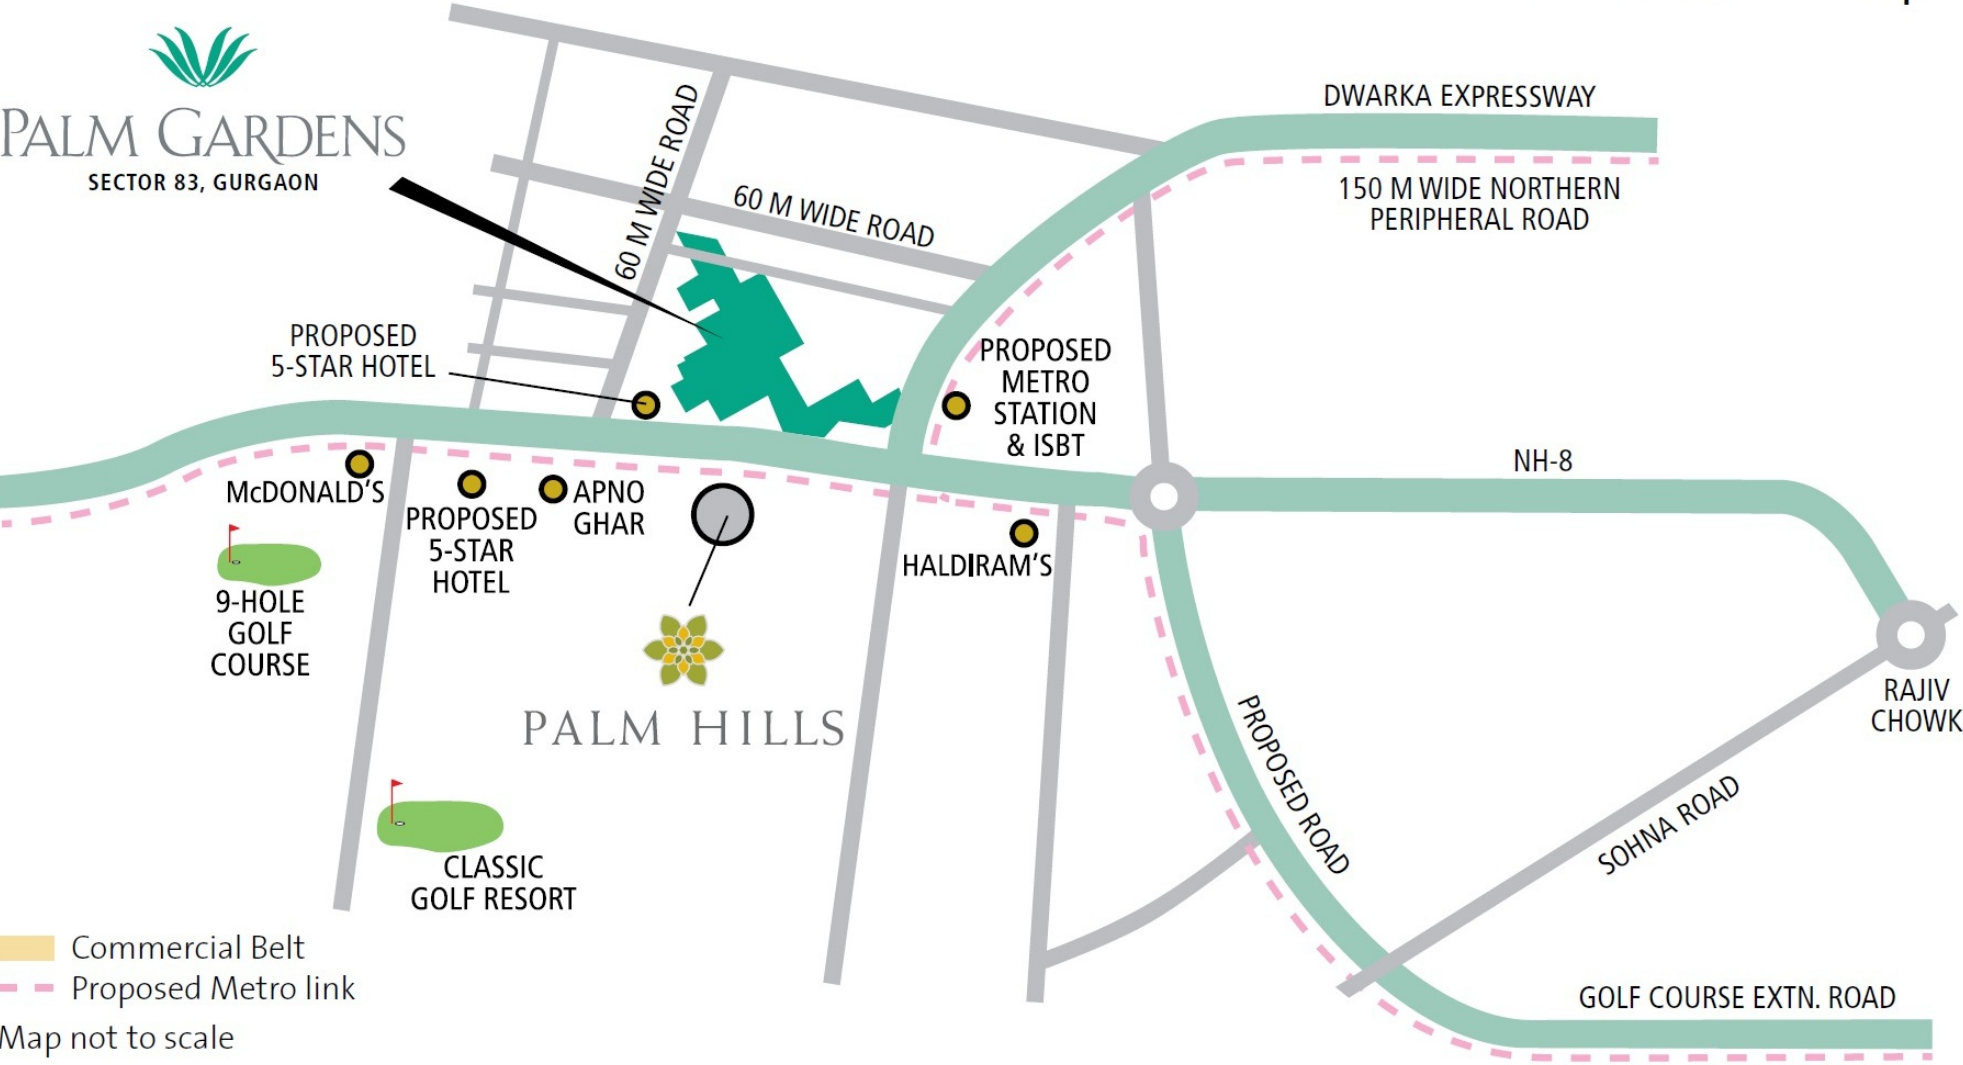 PALM GARDENS
SECTOR 83, GURGAON
DWARKA EXPRESSWAY
150 M WIDE NORTHERN
PERIPHERAL ROAD
60 M WIDE ROAD
60 M WIDE ROAD
PROPOSED
5-STAR HOTEL
PROPOSED
METRO
STATION
& ISBT
NH-8
McDONALD'S
PROPOSED
5-STAR
HOTEL
APNO
GHAR
HALDIRAM'S
9-HOLE
GOLF
COURSE
PALM HILLS
RAJIV
CHOWK
PROPOSED ROAD
SOHNA ROAD
CLASSIC
GOLF RESORT
GOLF COURSE EXTN. ROAD
Commercial Belt
Proposed Metro link
Map not to scale